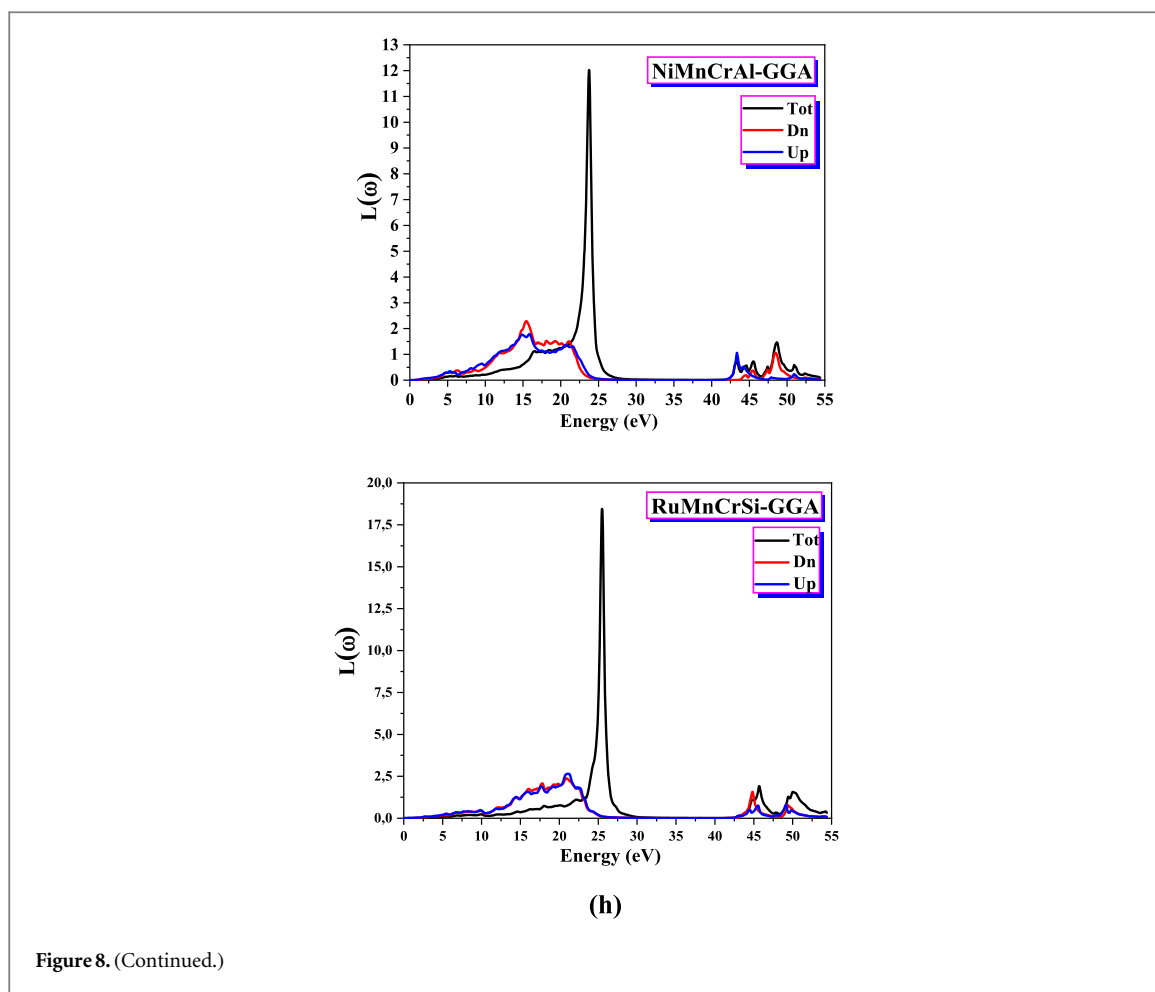 13
12
11
10
9
8
7
6
5
4
3
2
1
0
L(ω)
NiMnCrAl-GGA
Tot
Dn
Up
0 5 10 15 20 25 30 35 40 45 50 55
Energy (eV)
20,0
17,5
15,0
12,5
10,0
7,5
5,0
2,5
0,0
L(ω)
RuMnCrSi-GGA
Tot
Dn
Up
0 5 10 15 20 25 30 35 40 45 50 55
Energy (eV)
(h)
Figure 8. (Continued.)